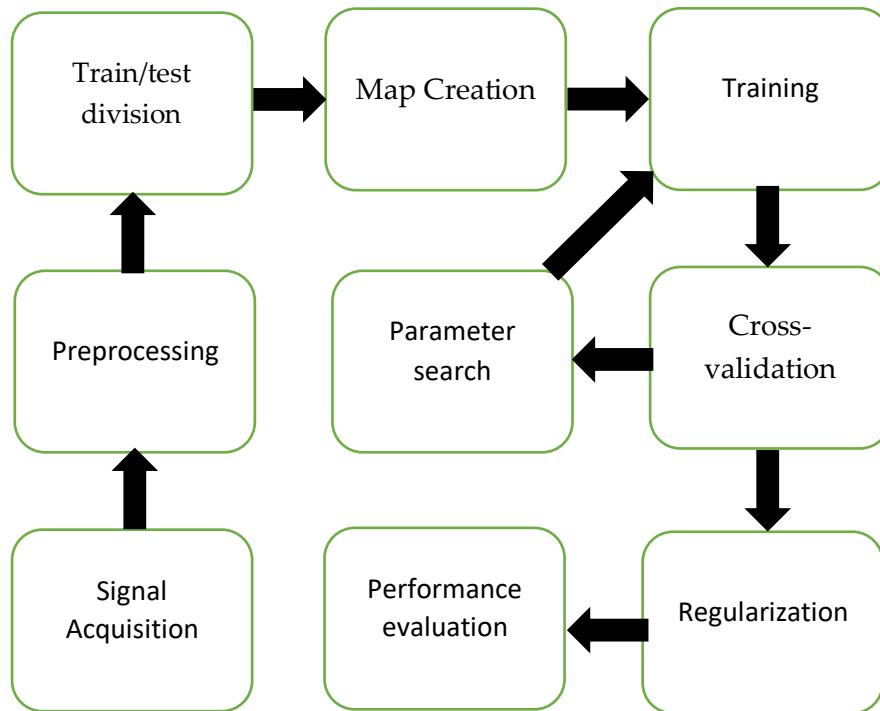 Train/test
division
Map Creation
Training
Preprocessing
Parameter
search
Cross-
validation
Signal
Acquisition
Performance
evaluation
Regularization